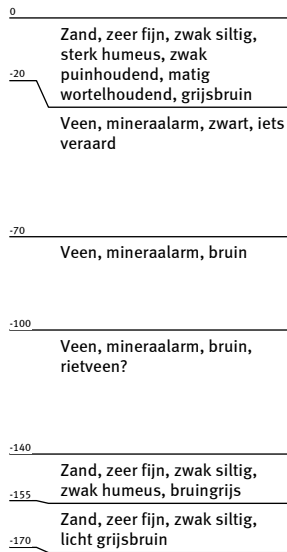 0
Zand, zeer fijn, zwak siltig,
sterk humeus, zwak
puinhoudend, matig
wortelhoudend, grijsbruin
-20
Veen, mineraalarm, zwart, iets
veraard
-70
Veen, mineraalarm, bruin
-100
Veen, mineraalarm, bruin,
rietveen?
-140
Zand, zeer fijn, zwak siltig,
zwak humeus, bruingrijs
-155
Zand, zeer fijn, zwak siltig,
licht grijsbruin
-170